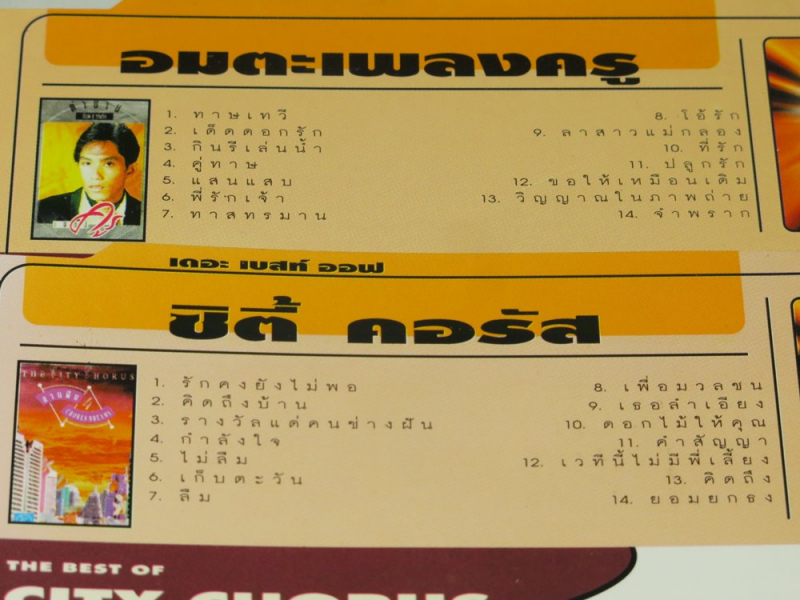 อมตะเพลงครู
1. ทาษเทวี
2. เด็ดดอกรัก
3. กินรีเล่นน้ำ
4. คู่ทาษ
5. แสนแสบ
6. พี่รักเจ้า
7. ทาสทรมาน
8. โอ้รัก
9. ลาสาวแม่กลอง
10. ที่รัก
11. ปลูกรัก
12. ขอให้เหมือนเดิม
13. วิญญาณในภาพถ่าย
14. จำพราก
เดอะ เบสท์ ออฟ
ซิตี้ คอรัส
THE CITY CHORUS
1. รักคงยังไม่พอ
2. คิดถึงบ้าน
3. รางวัลแด่คนช่างฝัน
4. กำลังใจ
5. ไม่ลืม
6. เก็บตะวัน
7. ลืม
8. เพื่อมวลชน
9. เธอลำเอียง
10. ดอกไม้ให้คุณ
11. คำสัญญา
12. เวทีนี้ไม่มีพี่เลี้ยง
13. คิดถึง
14. ยอมยกธง
THE BEST OF
CITY CHORUS